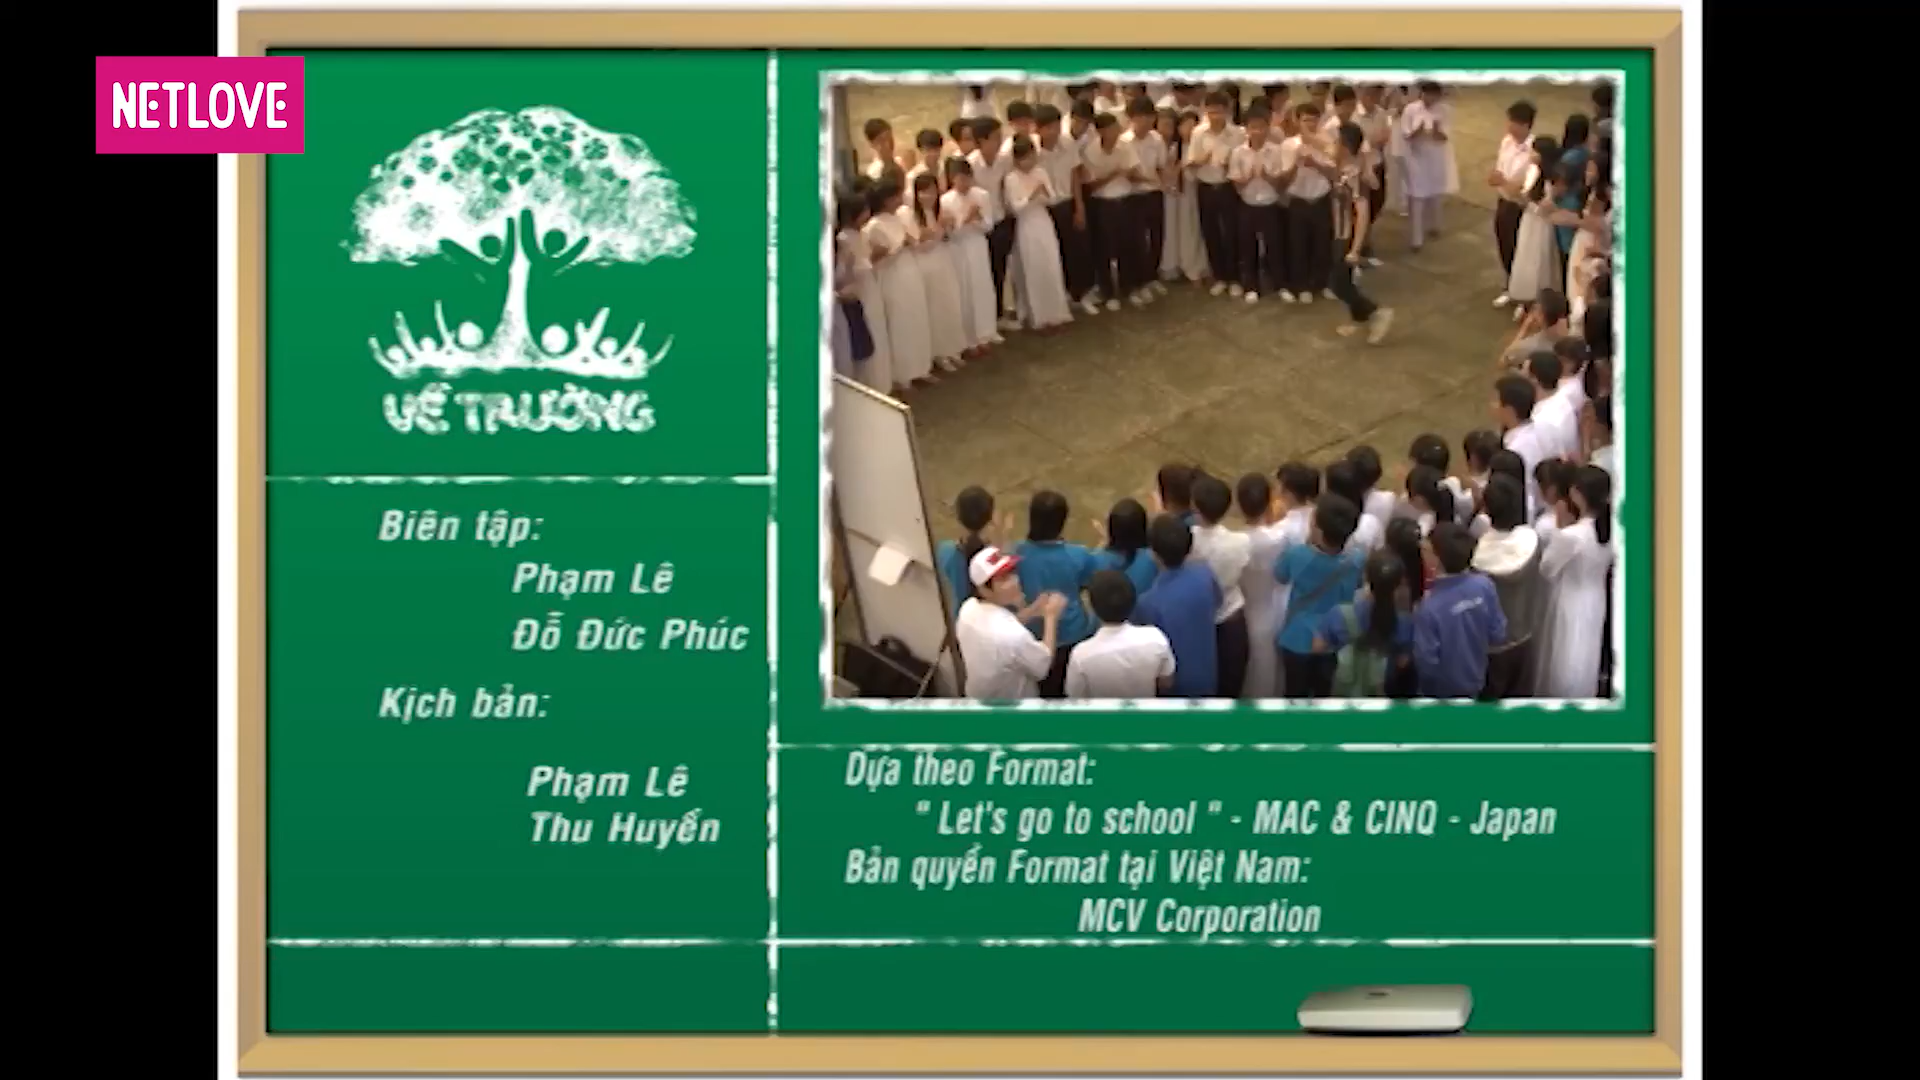 NETLOVE
VỀ TRƯỜNG
Biên tập:
Phạm Lê
Đỗ Đức Phúc
Kịch bản:
Phạm Lê
Thu Huyền
Dựa theo Format:
" Let's go to school " - MAC & CINQ - Japan
Bản quyền Format tại Việt Nam:
MCV Corporation